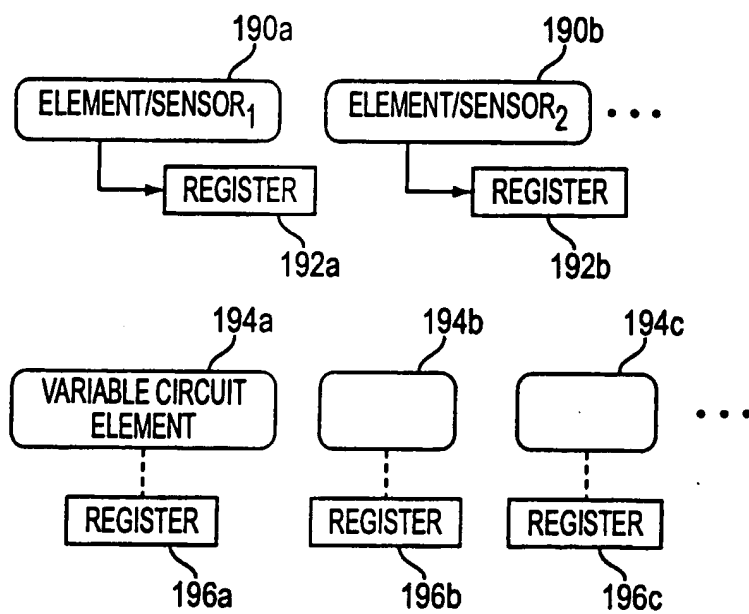 190a 190b
ELEMENT/SENSOR1 ELEMENT/SENSOR2 • • •
REGISTER REGISTER
192a 192b
194a 194b 194c
VARIABLE CIRCUIT
ELEMENT • • •
REGISTER REGISTER REGISTER
196a 196b 196c